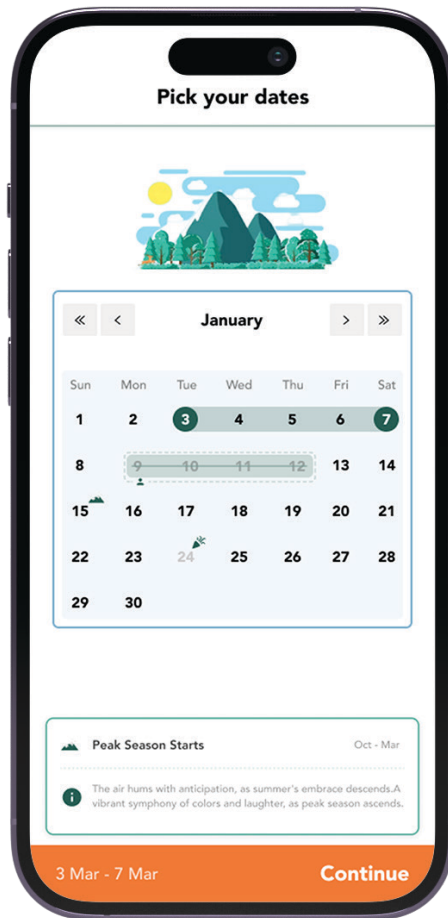 Pick your dates
« < January > »
Sun Mon Tue Wed Thu Fri Sat
1 2 3 4 5 6 7
8 9 10 11 12 13 14
15 16 17 18 19 20 21
22 23 24 25 26 27 28
29 30
Peak Season Starts Oct - Mar
The air hums with anticipation, as summer's embrace descends.A
vibrant symphony of colors and laughter, as peak season ascends.
3 Mar - 7 Mar Continue